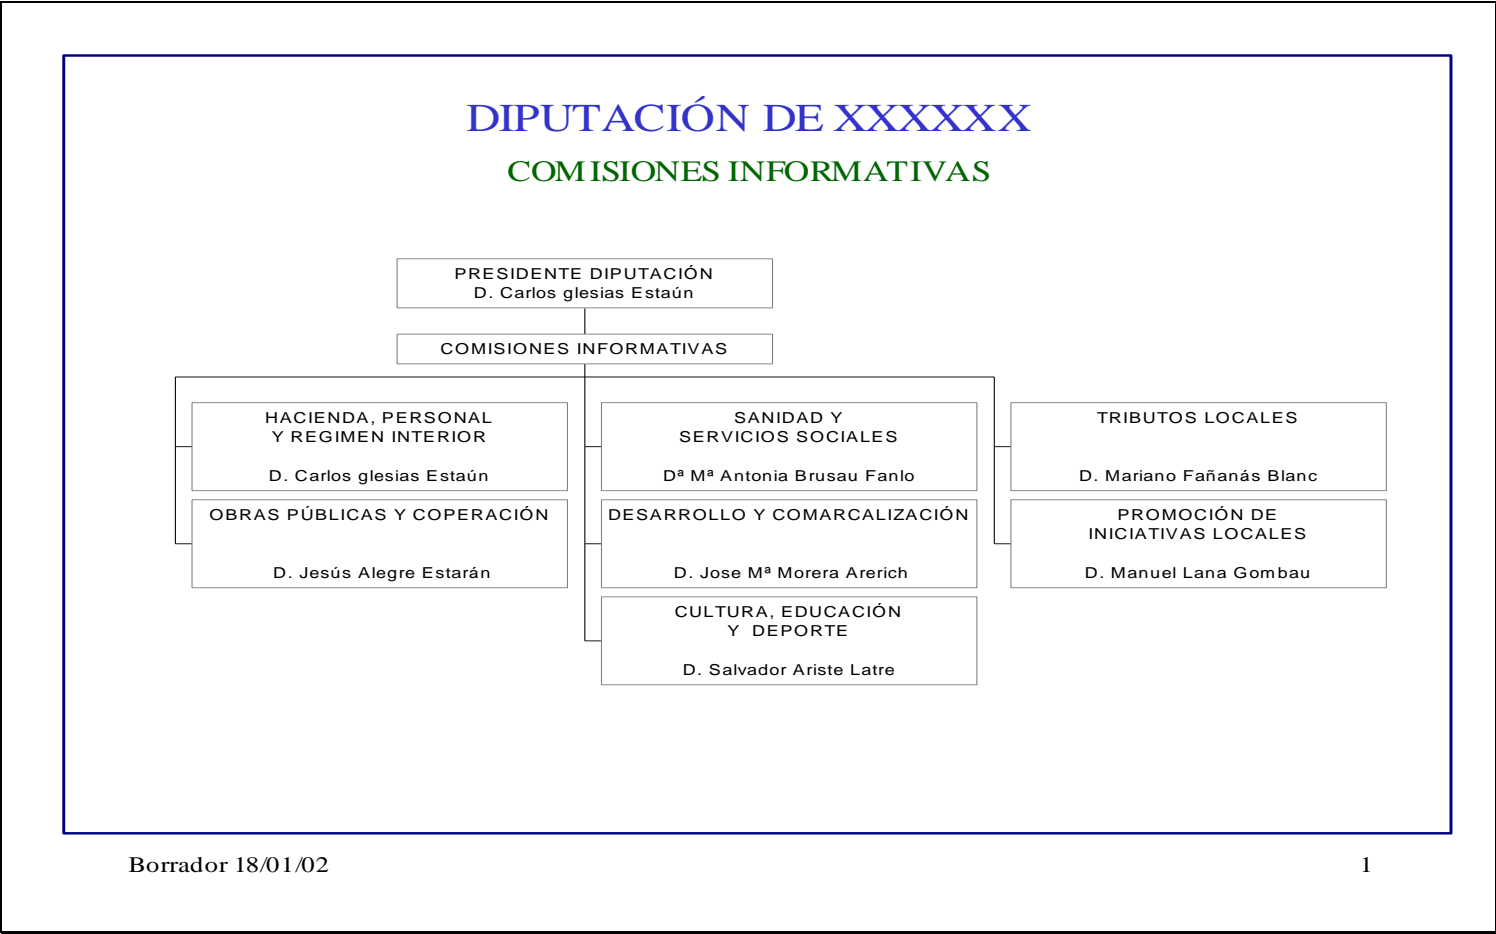 DIPUTACIÓN DE XXXXXX
COMISIONES INFORMATIVAS
PRESIDENTE DIPUTACIÓN
D. Carlos glesias Estaún
COMISIONES INFORMATIVAS
HACIENDA, PERSONAL
Y REGIMEN INTERIOR
D. Carlos glesias Estaún
OBRAS PÚBLICAS Y COPERACIÓN
D. Jesús Alegre Estarán
SANIDAD Y
SERVICIOS SOCIALES
Dª Mª Antonia Brusau Fanlo
DESARROLLO Y COMARCALIZACIÓN
D. Jose Mª Morera Arerich
CULTURA, EDUCACIÓN
Y DEPORTE
D. Salvador Ariste Latre
TRIBUTOS LOCALES
D. Mariano Fañanás Blanc
PROMOCIÓN DE
INICIATIVAS LOCALES
D. Manuel Lana Gombau
Borrador 18/01/02
1